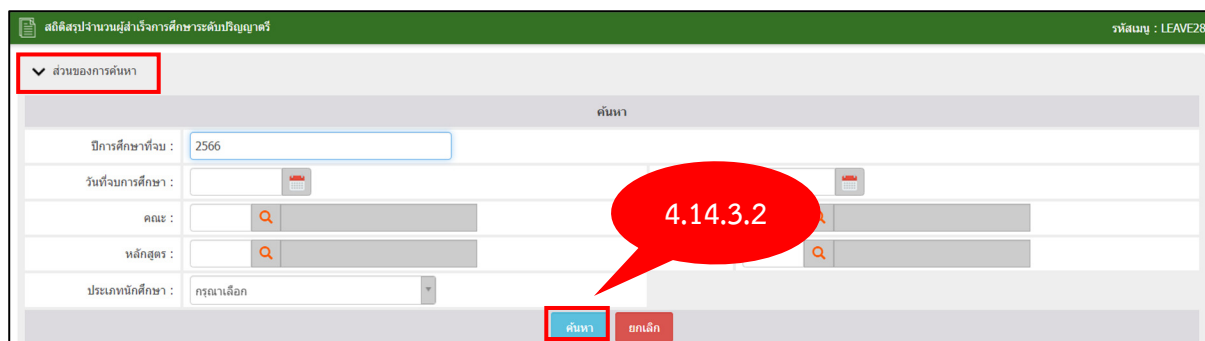 สถิติสรุปจำนวนผู้สำเร็จการศึกษาระดับปริญญาตรี รหัสเมนู : LEAVE28
ส่วนของการค้นหา
ค้นหา
ปีการศึกษาที่จบ : 2566
วันที่จบการศึกษา :
คณะ : 4.14.3.2
หลักสูตร :
ประเภทนักศึกษา : กรุณาเลือก
ค้นหา ยกเลิก